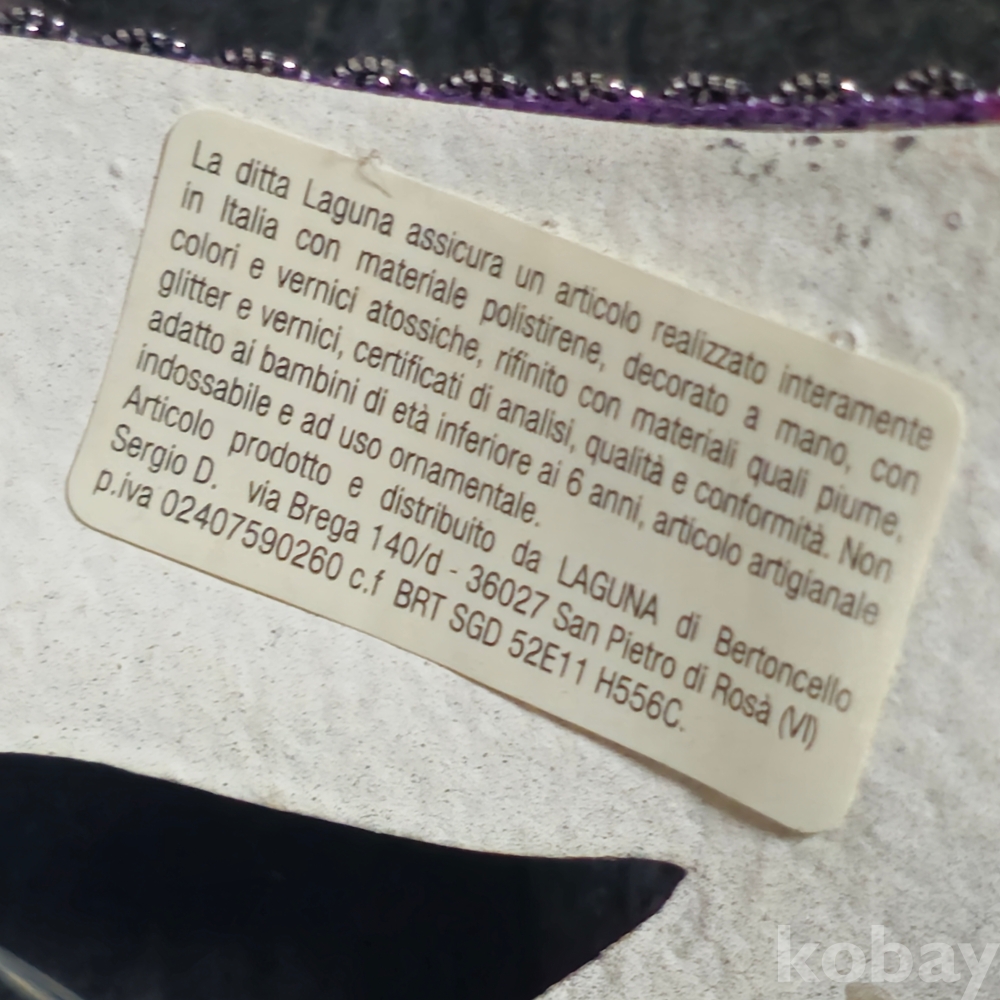 La ditta Laguna assicura un articolo realizzato interamente
in Italia con materiale polistirene, decorato a mano, con
colori e vernici atossiche, rifinito con materiali quali piume,
glitter e vernici, certificati di analisi, qualità e conformità. Non
adatto ai bambini di età inferiore ai 6 anni, articolo artigianale
indossabile e ad uso ornamentale.
Articolo prodotto e distribuito da LAGUNA di Bertoncello
Sergio D. via Brega 140/d - 36027 San Pietro di Rosà (VI)
p.iva 02407590260 c.f BRT SGD 52E11 H556C.
kobay